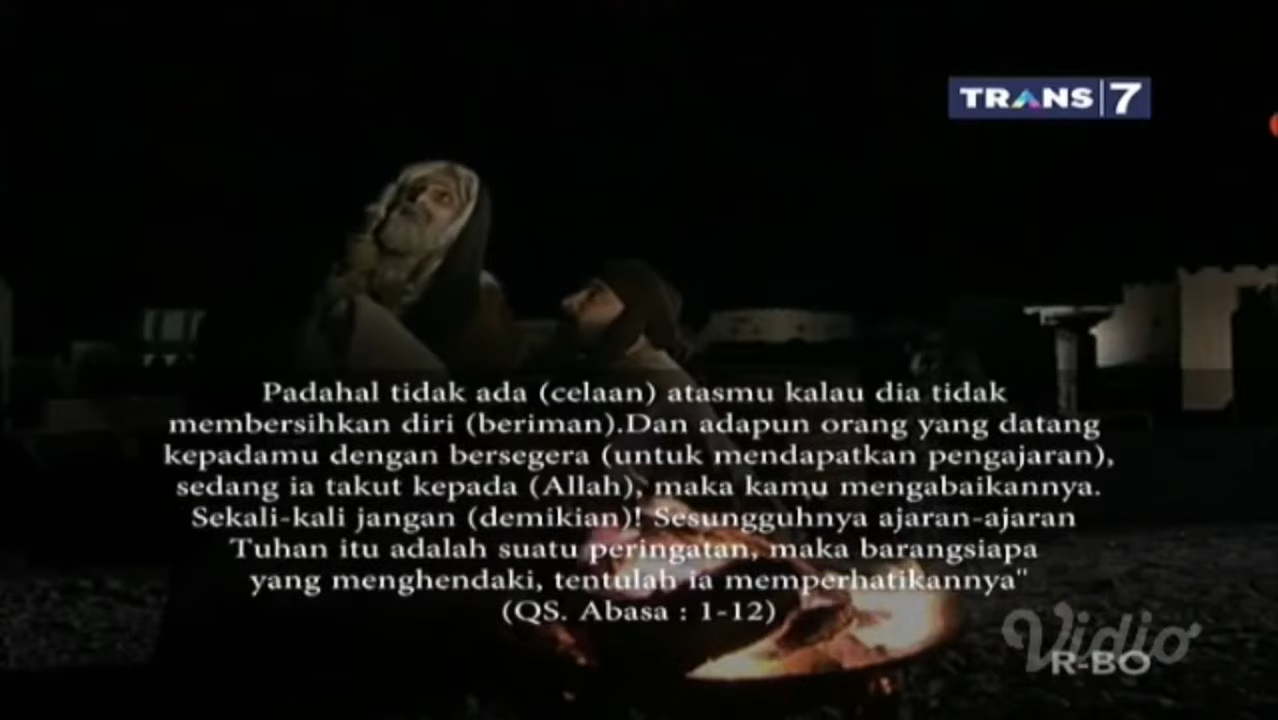 TRANS|7
Padahal tidak ada (celaan) atasmu kalau dia tidak
membersihkan diri (beriman).Dan adapun orang yang datang
kepadamu dengan bersegera (untuk mendapatkan pengajaran),
sedang ia takut kepada (Allah), maka kamu mengabaikannya.
Sekali-kali jangan (demikian)! Sesungguhnya ajaran-ajaran
Tuhan itu adalah suatu peringatan, maka barangsiapa
yang menghendaki, tentulah ia memperhatikannya"
(QS. Abasa : 1-12)
Vidio
R-BO